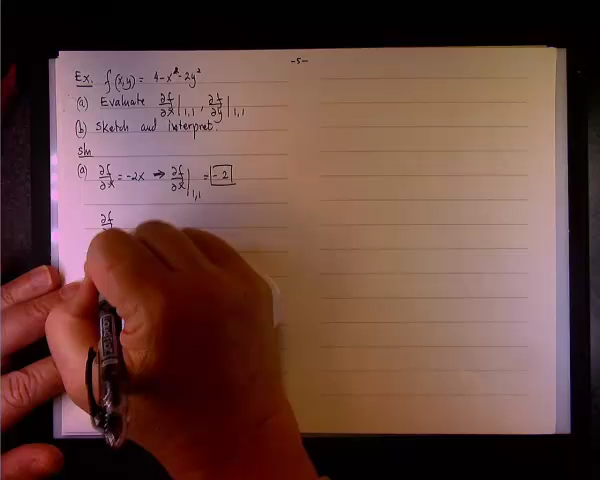 -5-
Ex. f(x,y) = 4-x²-2y²
(a) Evaluate ∂f/∂x|1,1 , ∂f/∂y|1,1
(b) Sketch and interpret.
Sln
(a) ∂f/∂x = -2x → ∂f/∂x|1,1 = -2
∂f